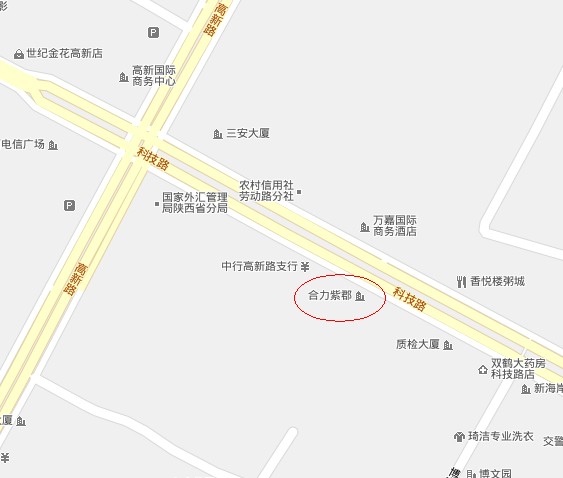 影
高新路
P
世纪金花高新店
高新国际
商务中心
电信广场
三安大厦
科技路
农村信用社
劳动路分社
国家外汇管理
局陕西省分局
P
万嘉国际
商务酒店
中行高新路支行
高新路
合力紫郡
科技路
香悦楼粥城
质检大厦
双鹤大药房
科技路店
新海岸
大厦
琦洁专业洗衣
交警
博
博文园